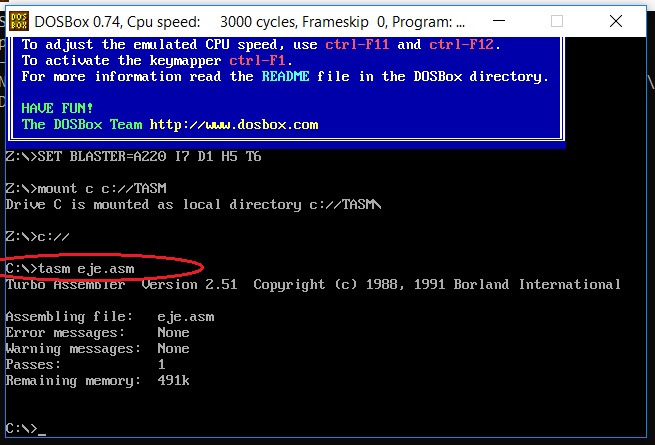 DOS BOX DOSBox 0.74, Cpu speed: 3000 cycles, Frameskip 0, Program: ...
To adjust the emulated CPU speed, use ctrl-F11 and ctrl-F12.
To activate the keymapper ctrl-F1.
For more information read the README file in the DOSBox directory.
HAVE FUN!
The DOSBox Team http://www.dosbox.com
Z:\>SET BLASTER=A220 I7 D1 H5 T6
Z:\>mount c c://TASM
Drive C is mounted as local directory c://TASM\
Z:\>c://
C:\>tasm eje.asm
Turbo Assembler Version 2.51 Copyright (c) 1988, 1991 Borland International
Assembling file: eje.asm
Error messages: None
Warning messages: None
Passes: 1
Remaining memory: 491k
C:\>_